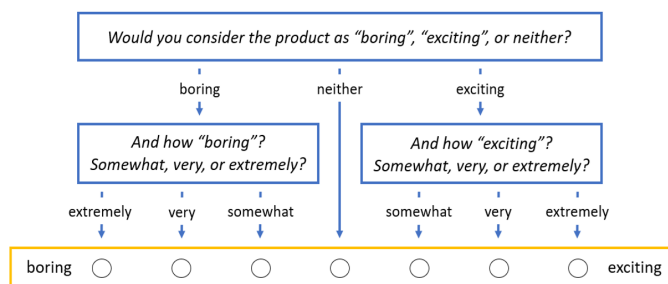 Would you consider the product as “boring”, “exciting”, or neither?
boring neither exciting
And how “boring”?
Somewhat, very, or extremely?
And how “exciting”?
Somewhat, very, or extremely?
extremely very somewhat somewhat very extremely
boring exciting